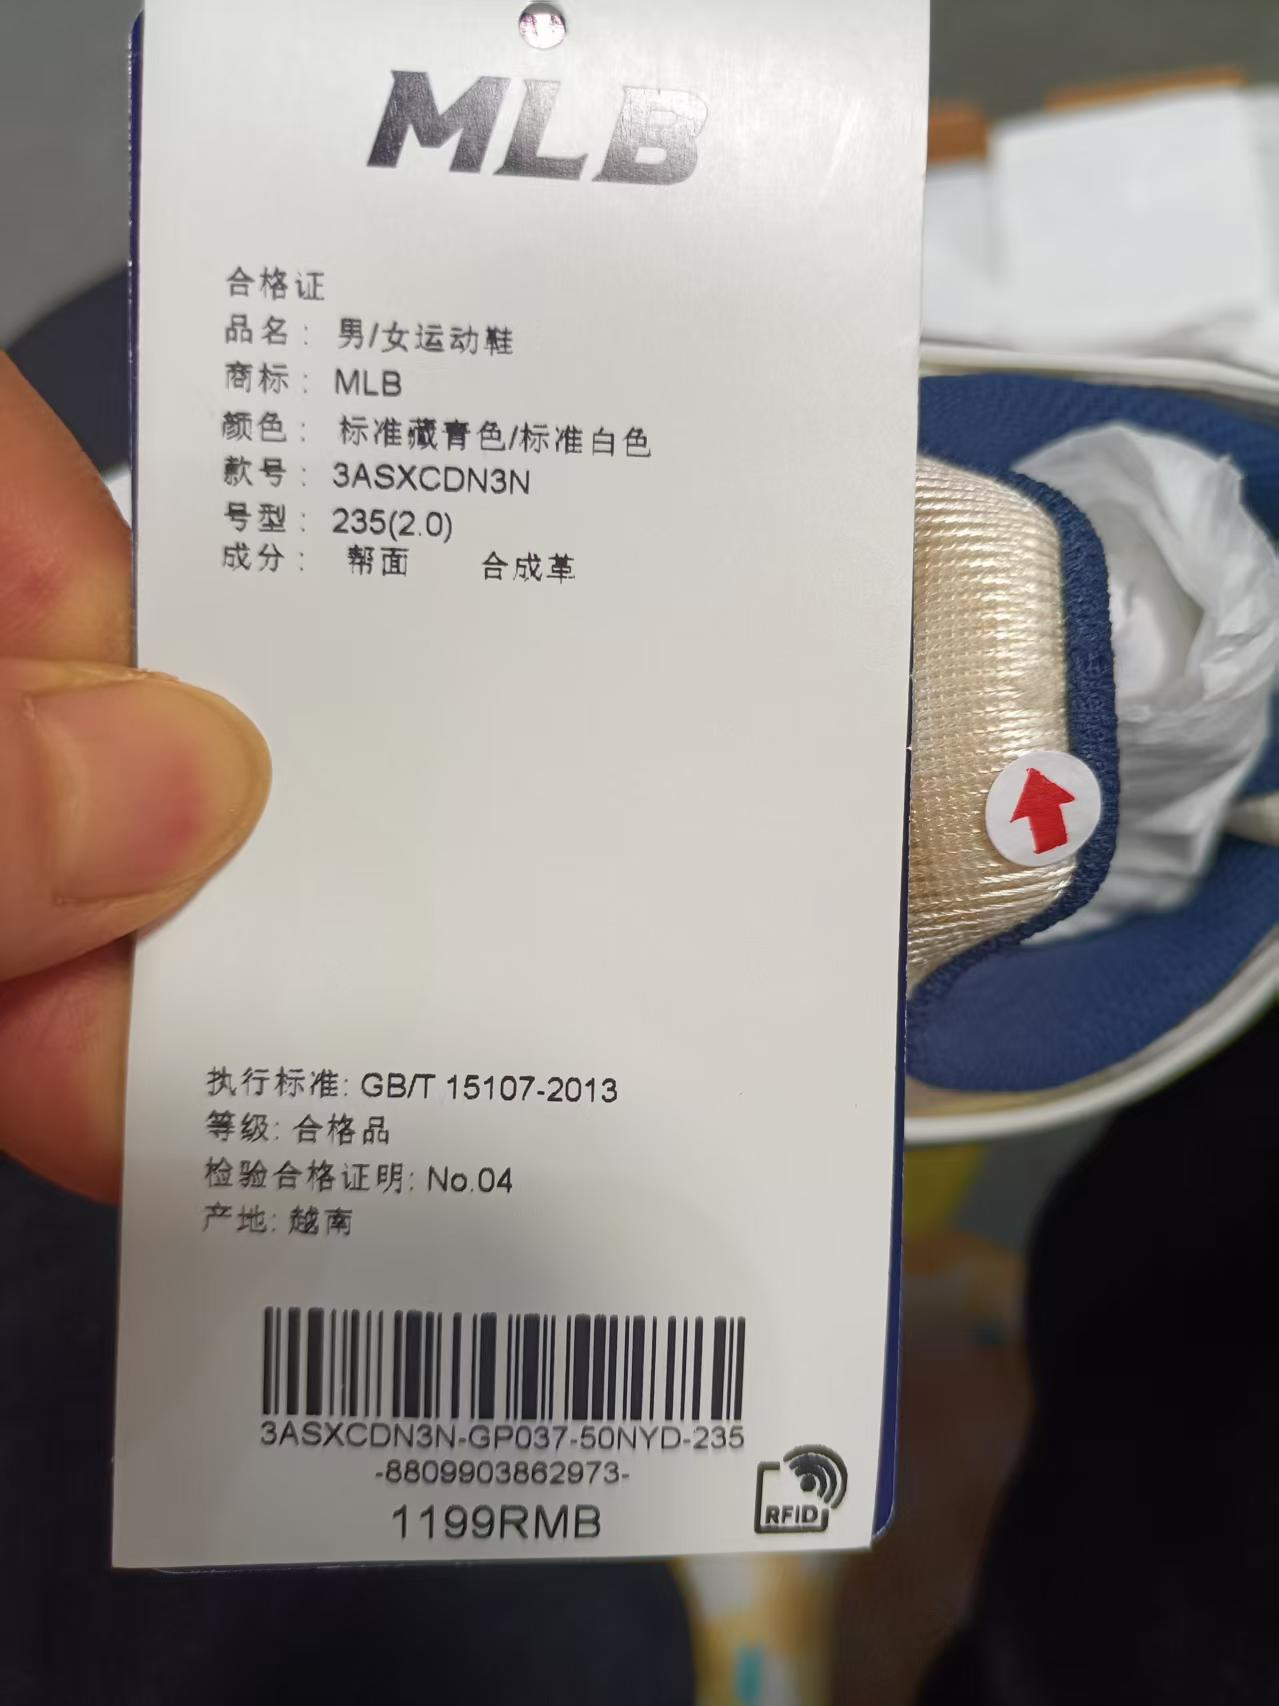 MLB
合格证
品名： 男/女运动鞋
商标： MLB
颜色： 标准藏青色/标准白色
款号： 3ASXCDN3N
号型： 235(2.0)
成分： 帮面 合成革
执行标准: GB/T 15107-2013
等级: 合格品
检验合格证明: No.04
产地: 越南
3ASXCDN3N-GP037-50NYD-235
-8809903862973-
1199RMB
RFID